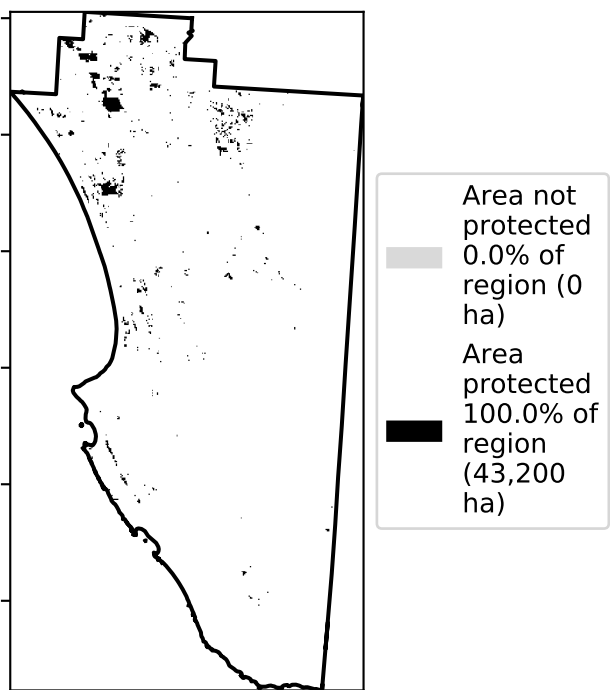 Area not
protected
0.0% of
region (0
ha)
Area
protected
100.0% of
region
(43,200
ha)